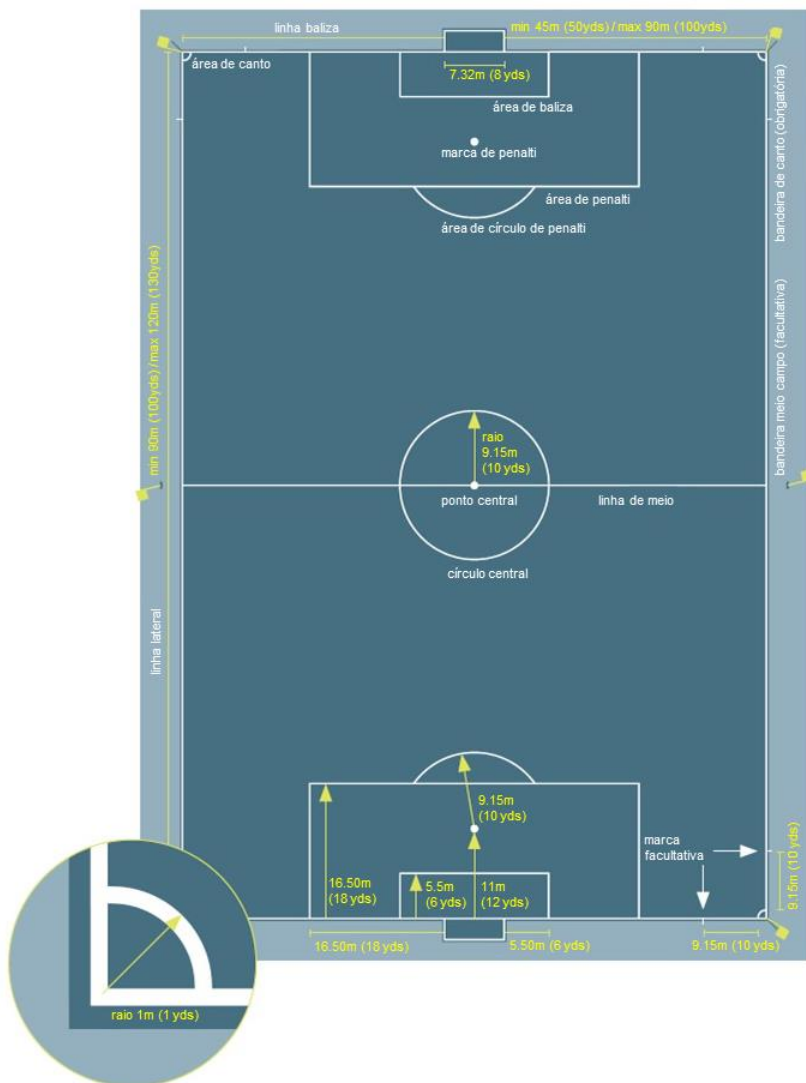 linha baliza
min 45m (50yds)/max 90m (100yds)
área de canto
7.32m (8 yds)
área de baliza
marca de penalti
área de penalti
área de círculo de penalti
bandeira de canto (obrigatória)
min 90m (100yds)/max 120m (130yds)
bandeira meio campo (facultativa)
raio
9.15m
(10 yds)
ponto central
linha de meio
círculo central
linha lateral
9.15m
(10 yds)
marca
facultativa
9.15m (10 yds)
16.50m
(18 yds)
5.5m
(6 yds)
11m
(12 yds)
16.50m (18 yds)
5.50m (6 yds)
9.15m (10 yds)
raio 1m (1 yds)